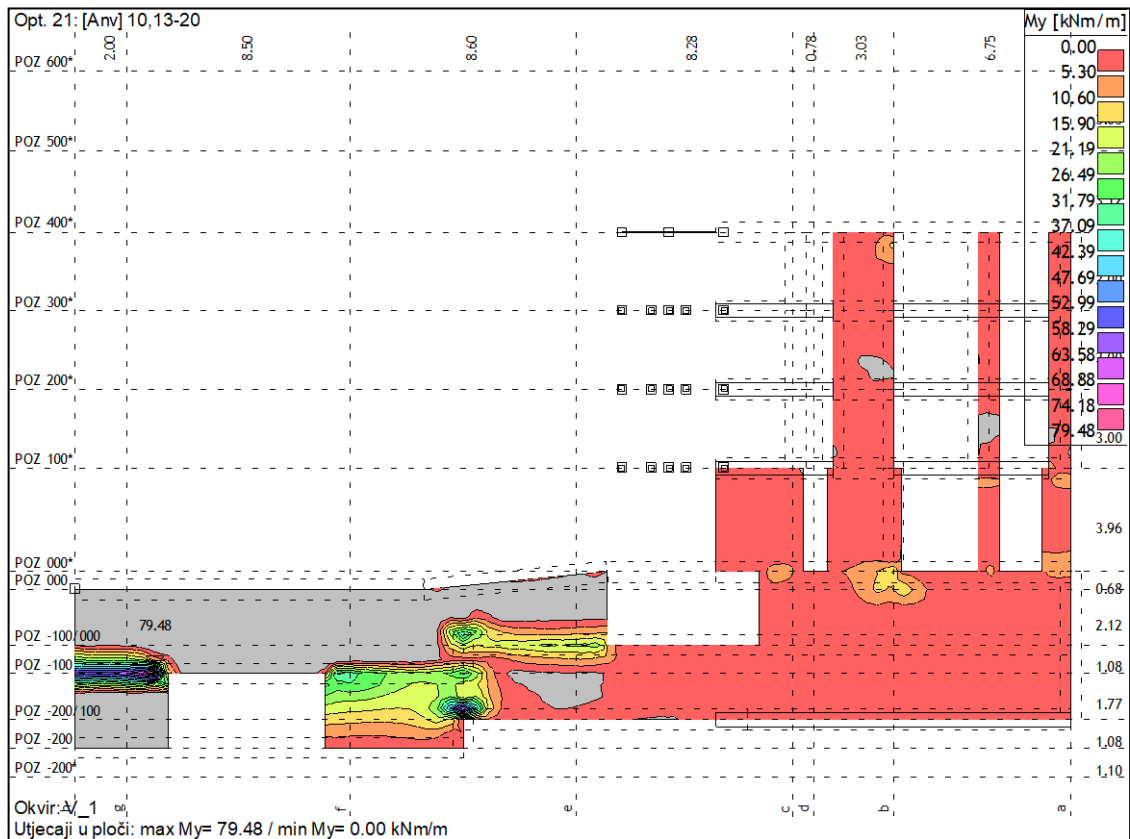 Opt. 21: [Anv] 10,13-20
My [kNm/m]
2.00
8.50
8.60
8.28
0.78
3.03
6.75
0.00
5.30
10.60
15.90
21.19
26.49
31.79
37.09
42.39
47.69
52.99
58.29
63.58
68.88
74.18
79.48
POZ 600*
POZ 500*
POZ 400*
POZ 300*
POZ 200*
POZ 100*
3.00
3.96
POZ 000*
POZ 000
0.68
79.48
2.12
POZ -100/000
POZ -100
1.08
POZ -200/100
1.77
POZ -200
1.08
POZ -200*
1.10
g
f
e
c
d
b
a
Okvir: V_1
Utjecaji u ploči: max My= 79.48 / min My= 0.00 kNm/m